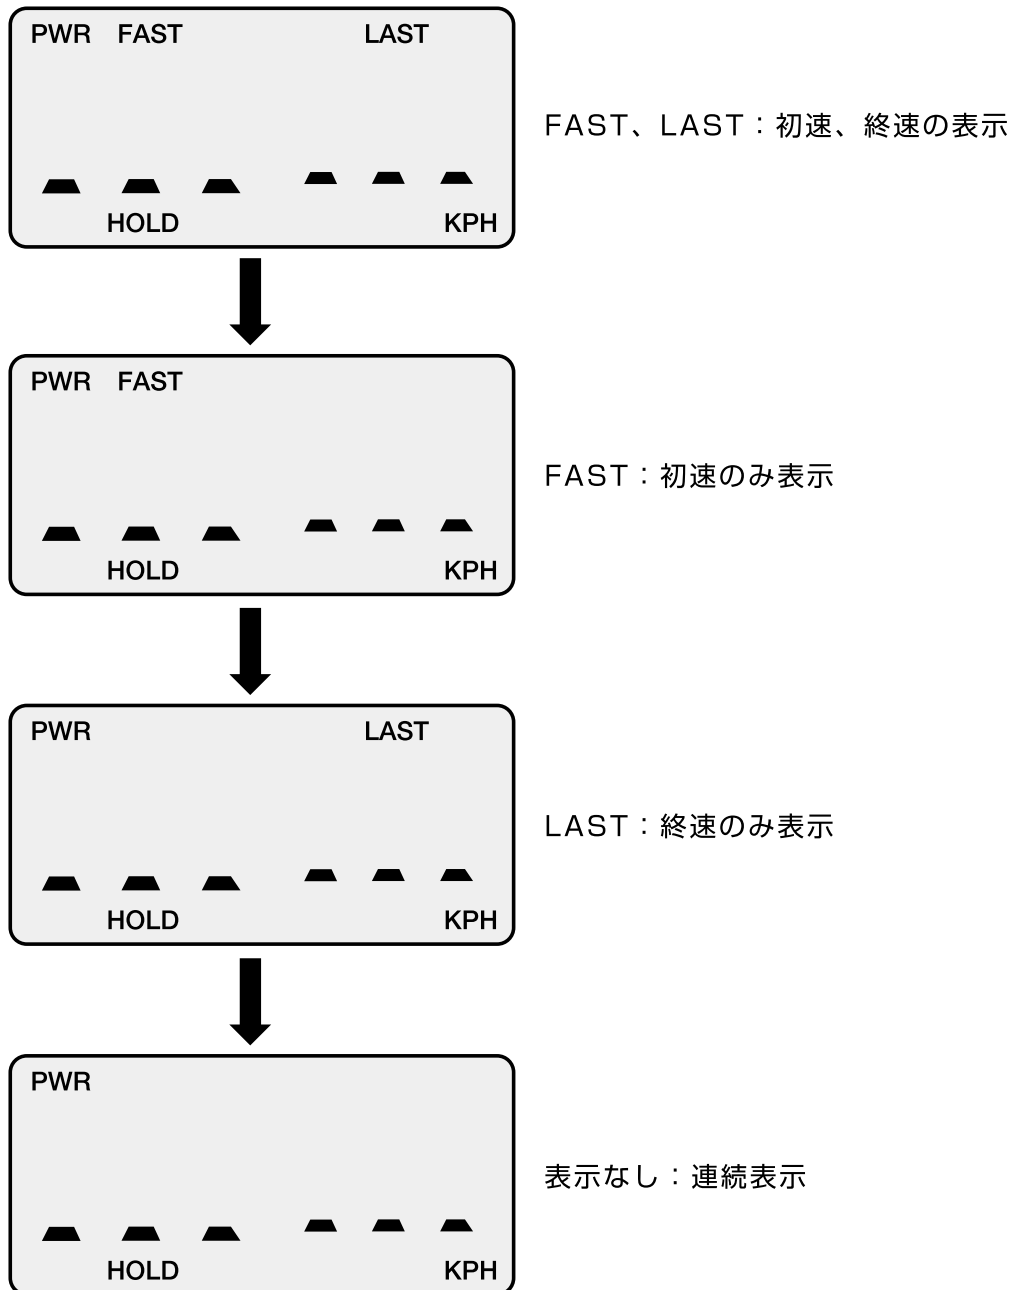 PWR FAST LAST
FAST、LAST：初速、終速の表示
HOLD KPH
PWR FAST
FAST：初速のみ表示
HOLD KPH
PWR LAST
LAST：終速のみ表示
HOLD KPH
PWR
表示なし：連続表示
HOLD KPH